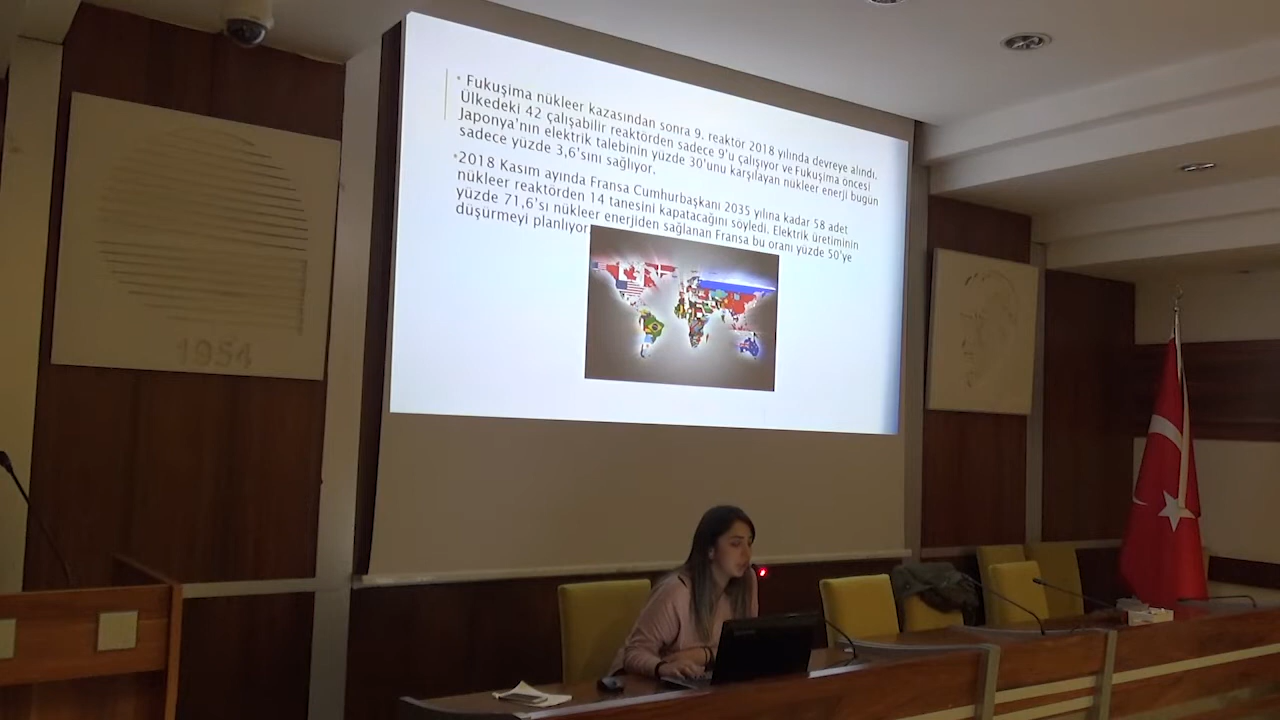 • Fukuşima nükleer kazasından sonra 9. reaktör 2018 yılında devreye alındı.
Ülkedeki 42 çalışabilir reaktörden sadece 9'u çalışıyor ve Fukuşima öncesi
Japonya'nın elektrik talebinin yüzde 30'unu karşılayan nükleer enerji bugün
sadece yüzde 3,6'sını sağlıyor.
•2018 Kasım ayında Fransa Cumhurbaşkanı 2035 yılına kadar 58 adet
nükleer reaktörden 14 tanesini kapatacağını söyledi. Elektrik üretiminin
yüzde 71,6'sı nükleer enerjiden sağlanan Fransa bu oranı yüzde 50'ye
düşürmeyi planlıyor
1954